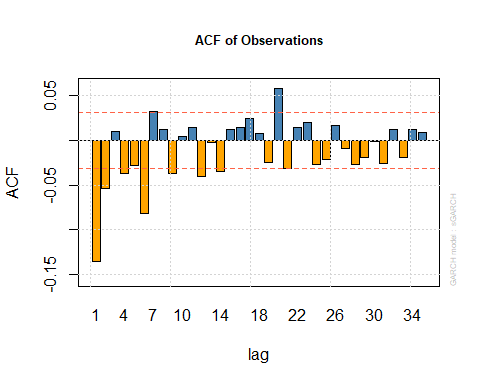 ACF of Observations
ACF
0.05
-0.05
-0.15
1 4 7 10 14 18 22 26 30 34
lag
GARCH model : sGARCH